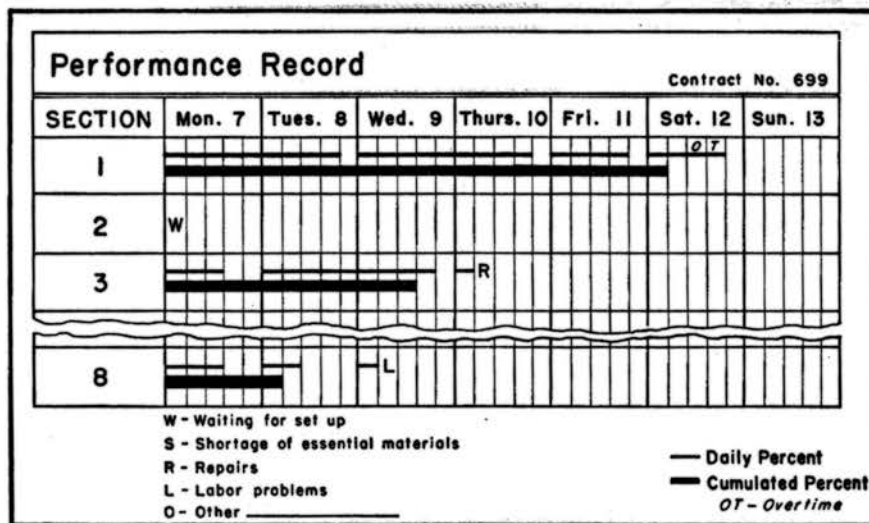 Performance Record
Contract No. 699
SECTION Mon. 7 Tues. 8 Wed. 9 Thurs. 10 Fri. 11 Sat. 12 Sun. 13
O T
1
2 W
3 R
8 L
W - Waiting for set up
S - Shortage of essential materials
R - Repairs
L - Labor problems
O - Other
Daily Percent
Cumulated Percent
OT - Overtime